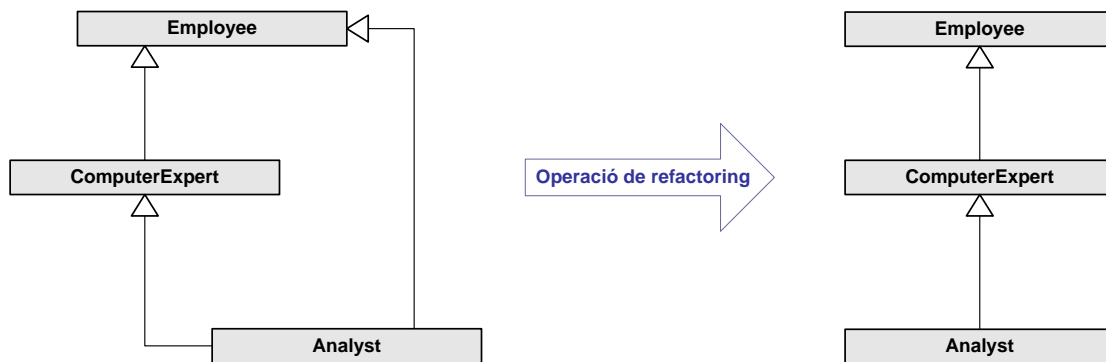 Employee
ComputerExpert
Analyst
Operació de refactoring
Employee
ComputerExpert
Analyst